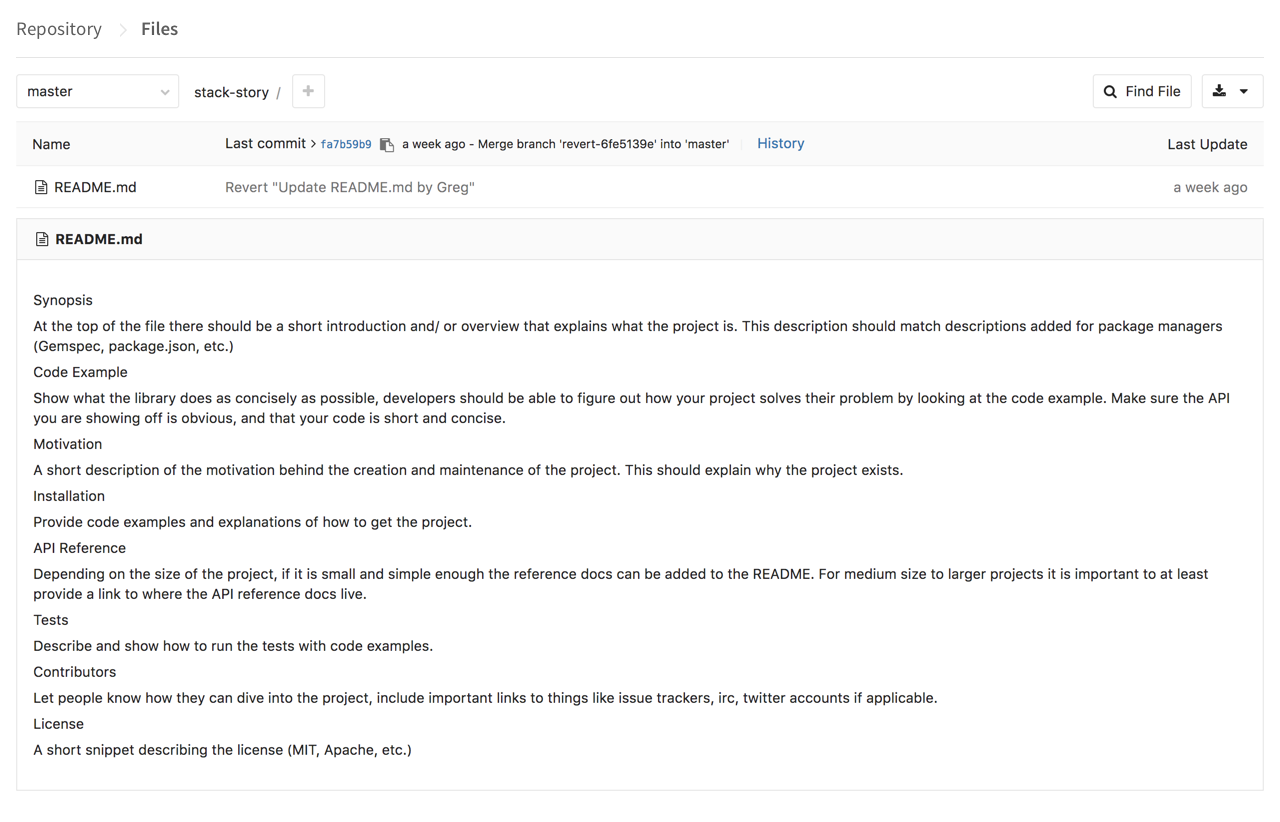 Repository > Files
master stack-story / + Find File
Name Last commit > fa7b59b9 a week ago - Merge branch 'revert-6fe5139e' into 'master' History Last Update
README.md Revert "Update README.md by Greg" a week ago
README.md
Synopsis
At the top of the file there should be a short introduction and/ or overview that explains what the project is. This description should match descriptions added for package managers
(Gemspec, package.json, etc.)
Code Example
Show what the library does as concisely as possible, developers should be able to figure out how your project solves their problem by looking at the code example. Make sure the API
you are showing off is obvious, and that your code is short and concise.
Motivation
A short description of the motivation behind the creation and maintenance of the project. This should explain why the project exists.
Installation
Provide code examples and explanations of how to get the project.
API Reference
Depending on the size of the project, if it is small and simple enough the reference docs can be added to the README. For medium size to larger projects it is important to at least
provide a link to where the API reference docs live.
Tests
Describe and show how to run the tests with code examples.
Contributors
Let people know how they can dive into the project, include important links to things like issue trackers, irc, twitter accounts if applicable.
License
A short snippet describing the license (MIT, Apache, etc.)